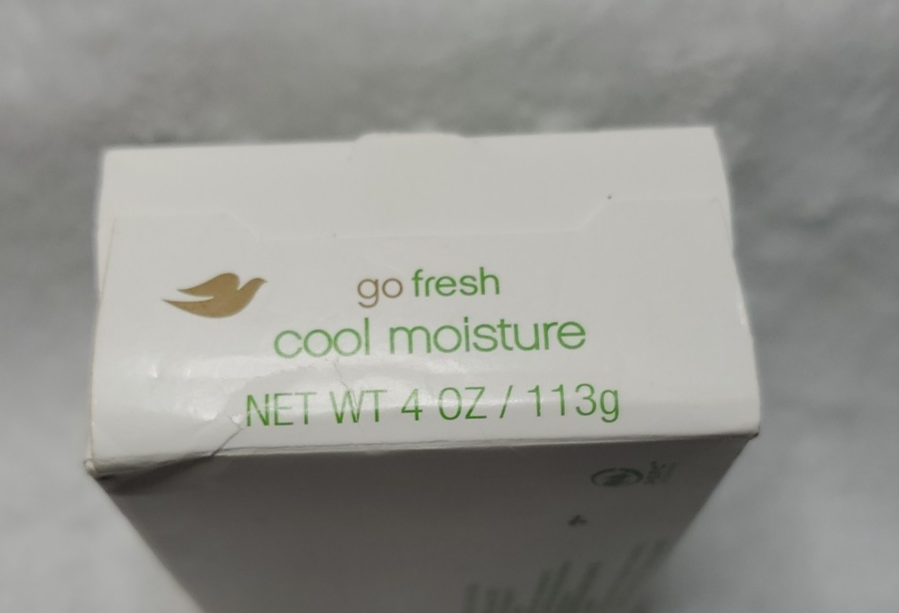 go fresh
cool moisture
NET WT 4 OZ / 113g